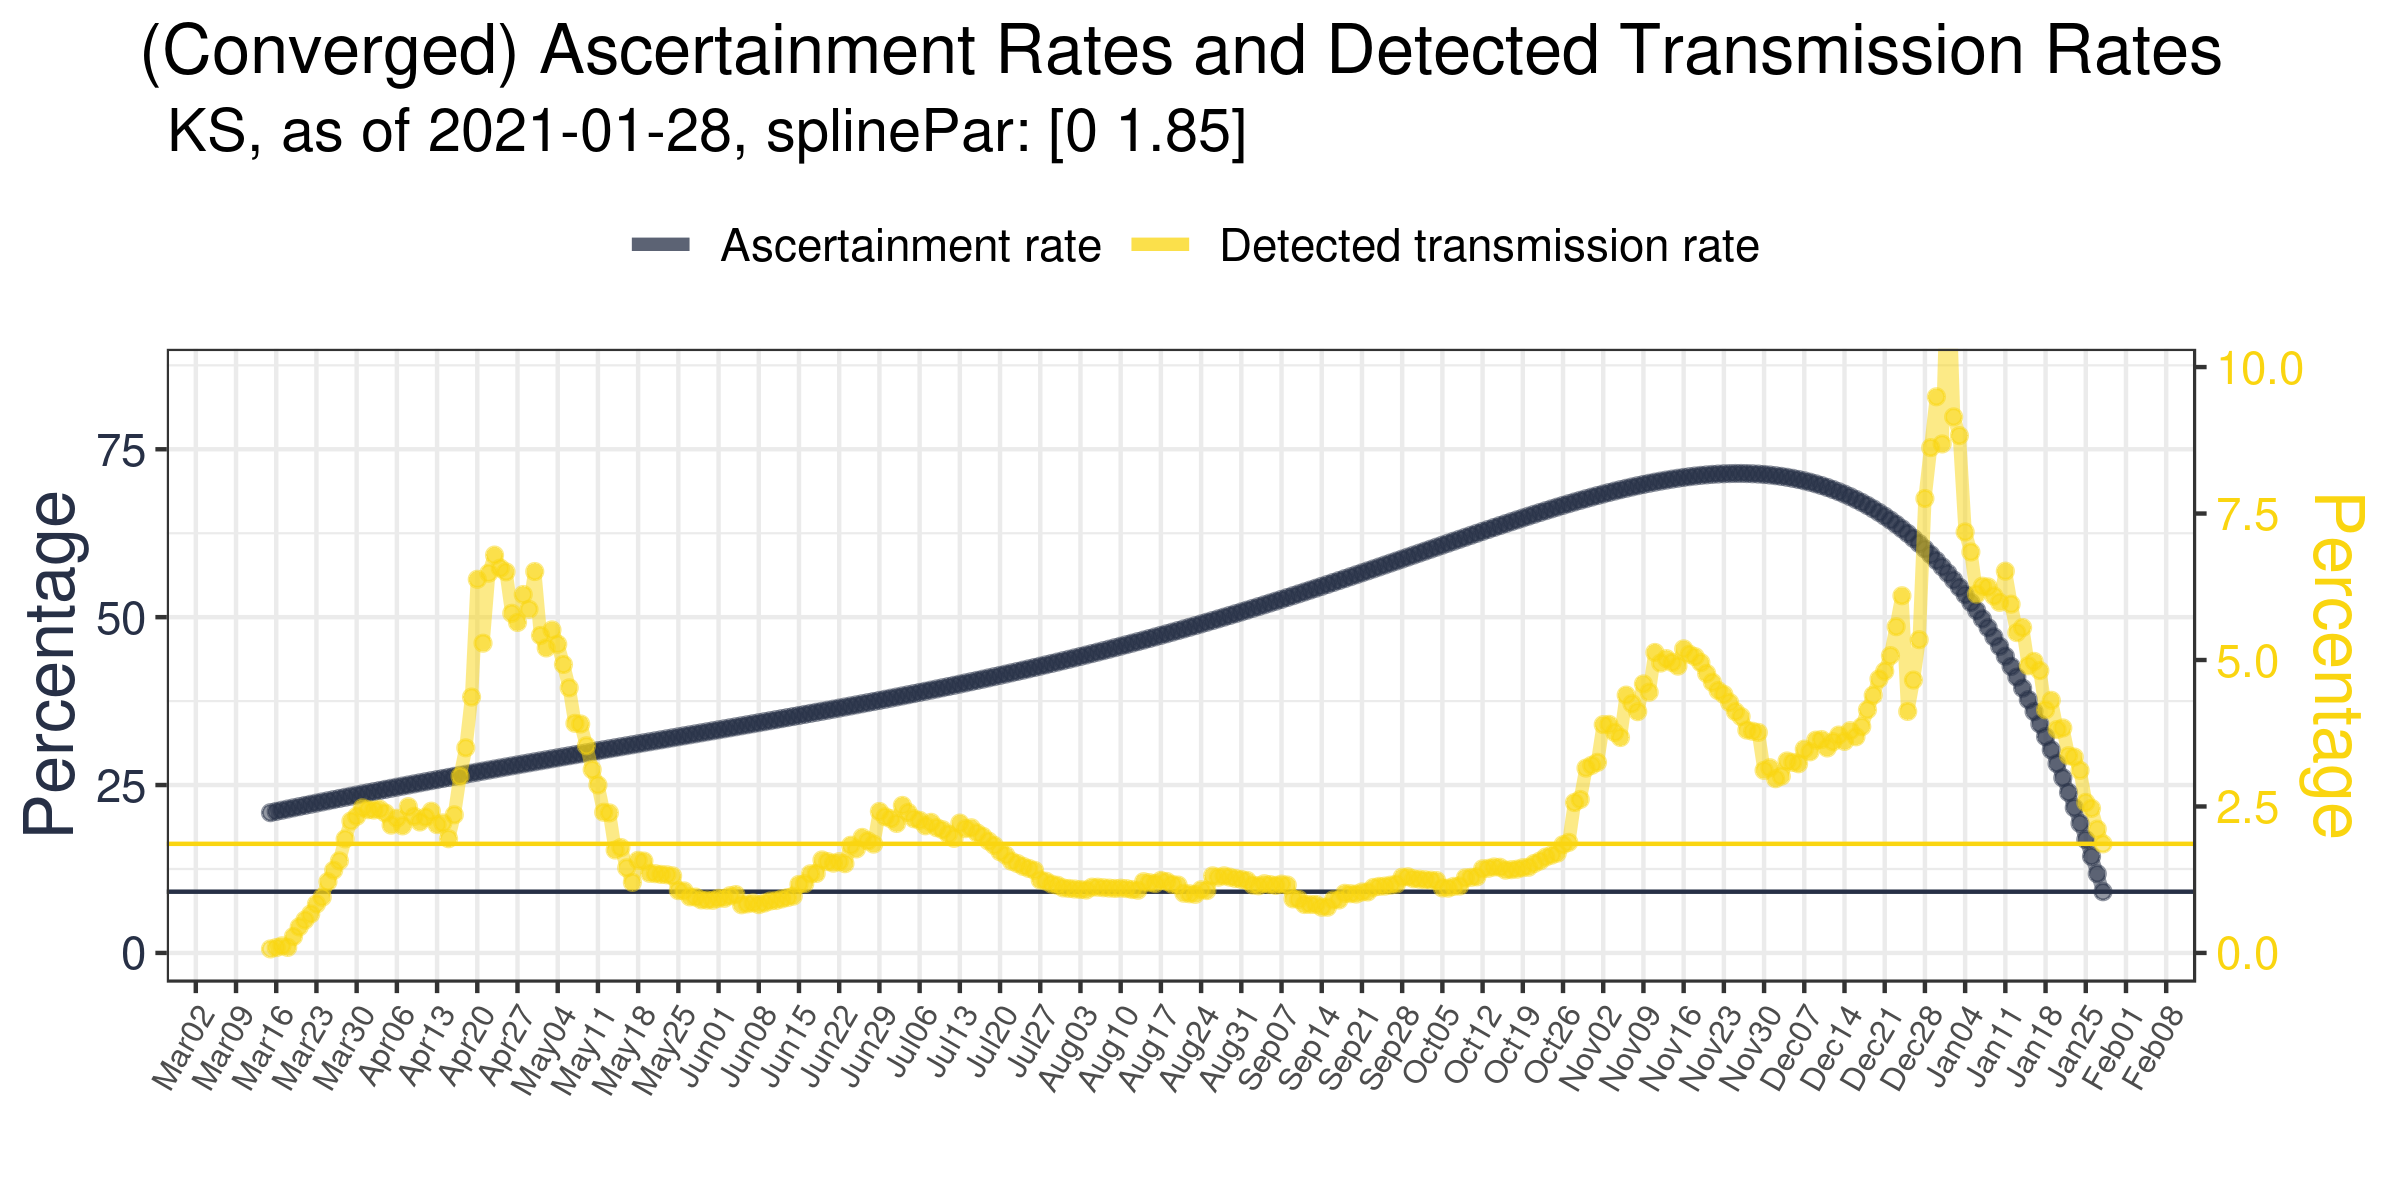 (Converged) Ascertainment Rates and Detected Transmission Rates
KS, as of 2021-01-28, splinePar: [0 1.85]
Ascertainment rate Detected transmission rate
Percentage
75
50
25
0
10.0
7.5
5.0
2.5
0.0
Percentage
Mar02 Mar09 Mar16 Mar23 Mar30 Apr06 Apr13 Apr20 Apr27 May04 May11 May18 May25 Jun01 Jun08 Jun15 Jun22 Jun29 Jul06 Jul13 Jul20 Jul27 Aug03 Aug10 Aug17 Aug24 Aug31 Sep07 Sep14 Sep21 Sep28 Oct05 Oct12 Oct19 Oct26 Nov02 Nov09 Nov16 Nov23 Nov30 Dec07 Dec14 Dec21 Dec28 Jan04 Jan11 Jan18 Jan25 Feb01 Feb08